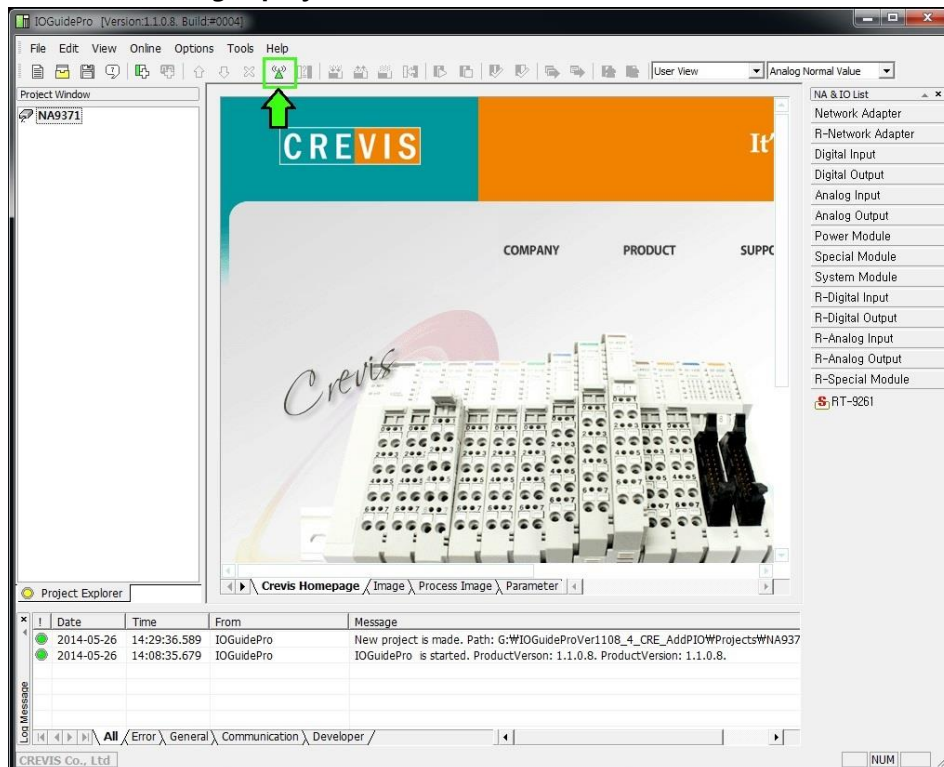 IOGuidePro [Version:1.1.0.8. Build:#0004]
File Edit View Online Options Tools Help
User View
Analog Normal Value
Project Window
NA9371
CREVIS
It'
COMPANY PRODUCT SUPPC
Crevis
NA & IO List
Network Adapter
R-Network Adapter
Digital Input
Digital Output
Analog Input
Analog Output
Power Module
Special Module
System Module
R-Digital Input
R-Digital Output
R-Analog Input
R-Analog Output
R-Special Module
S RT-9261
Project Explorer
Crevis Homepage Image Process Image Parameter
! Date Time From Message
2014-05-26 14:29:36.589 IOGuidePro New project is made. Path: G:₩IOGuideProVer1108_4_CRE_AddPIO₩Projects₩NA937
2014-05-26 14:08:35.679 IOGuidePro IOGuidePro is started. ProductVerson: 1.1.0.8. ProductVersion: 1.1.0.8.
Log Message
All Error General Communication Developer
CREVIS Co., Ltd
NUM